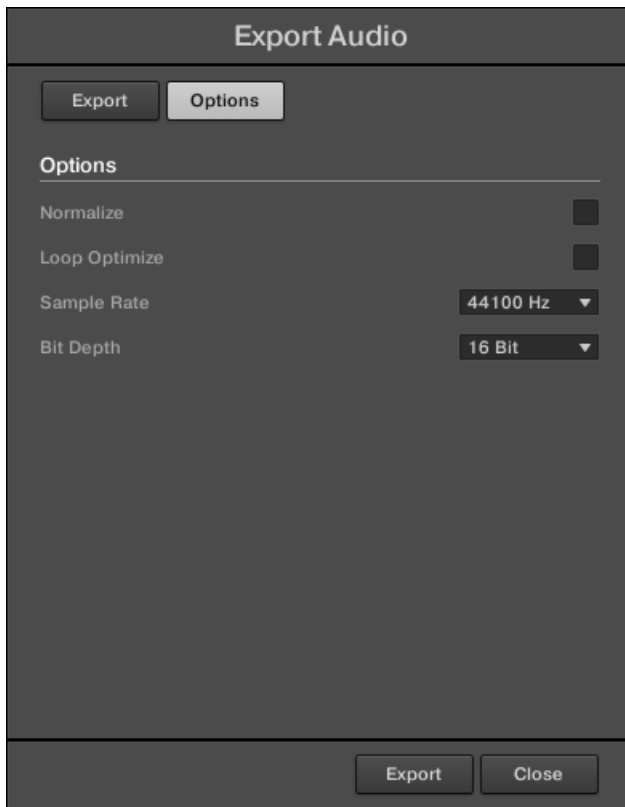 Export Audio
Export Options
Options
Normalize
Loop Optimize
Sample Rate 44100 Hz
Bit Depth 16 Bit
Export Close